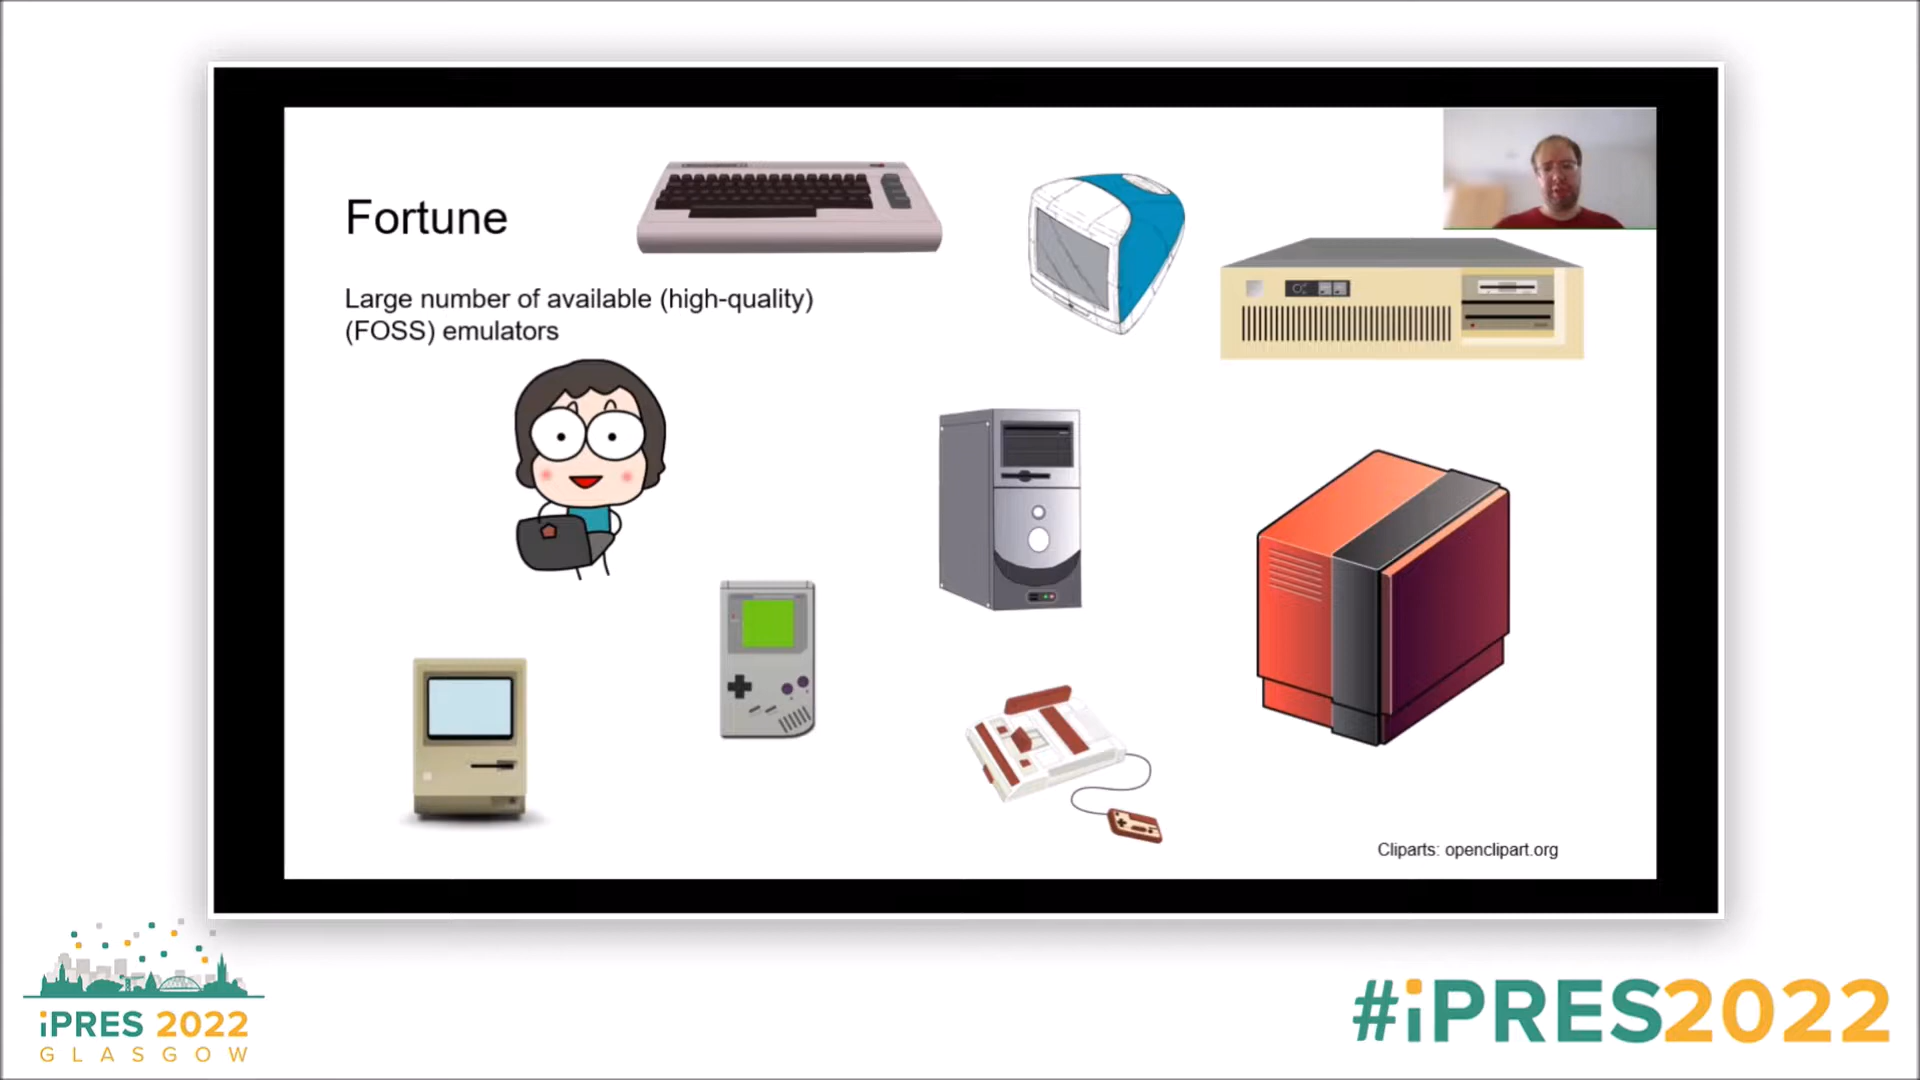 Fortune
Large number of available (high-quality)
(FOSS) emulators
Cliparts: openclipart.org
iPRES 2022
GLASGOW
#iPRES2022